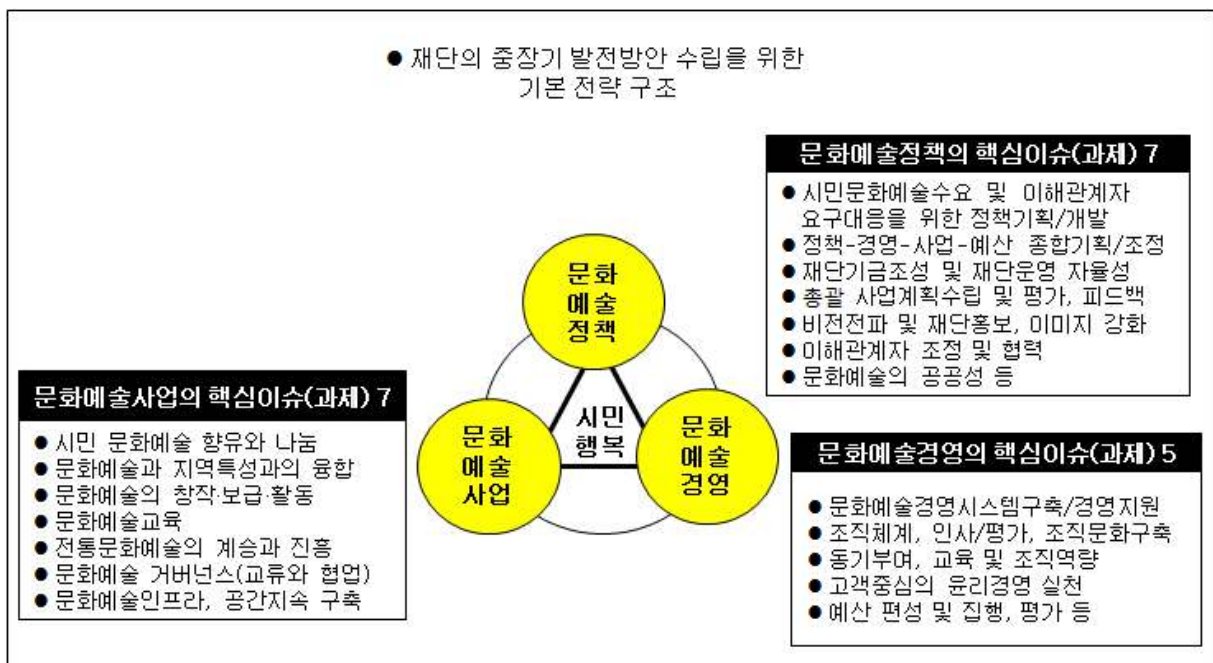 ● 재단의 중장기 발전방안 수립을 위한
기본 전략 구조
문화예술정책의 핵심이슈(과제) 7
● 시민문화예술수요 및 이해관계자
요구대응을 위한 정책기획/개발
● 정책-경영-사업-예산 종합기획/조정
● 재단기금조성 및 재단운영 자율성
● 총괄 사업계획수립 및 평가, 피드백
● 비전전파 및 재단홍보, 이미지 강화
● 이해관계자 조정 및 협력
● 문화예술의 공공성 등
문화
예술
정책
시민
행복
문화
예술
사업
문화
예술
경영
문화예술사업의 핵심이슈(과제) 7
● 시민 문화예술 향유와 나눔
● 문화예술과 지역특성과의 융합
● 문화예술의 창작·보급·활동
● 문화예술교육
● 전통문화예술의 계승과 진흥
● 문화예술 거버넌스(교류와 협업)
● 문화예술인프라, 공간지속 구축
문화예술경영의 핵심이슈(과제) 5
● 문화예술경영시스템구축/경영지원
● 조직체계, 인사/평가, 조직문화구축
● 동기부여, 교육 및 조직역량
● 고객중심의 윤리경영 실천
● 예산 편성 및 집행, 평가 등